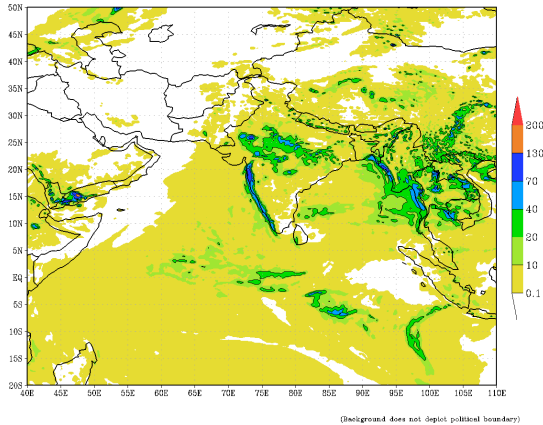 50N
45N
40N
35N
30N
25N
20N
15N
10N
5N
EQ
5S
10S
15S
20S
40E 45E 50E 55E 60E 65E 70E 75E 80E 85E 90E 95E 100E 105E 110E
200
130
70
40
20
10
0.1
(Background does not depict political boundary)